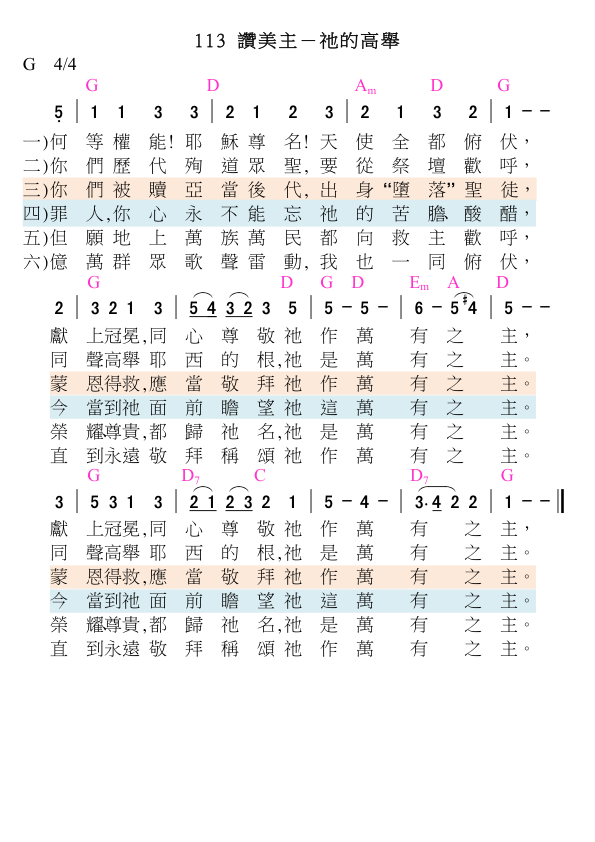 113 讚美主－祂的高舉
G 4/4
G D Am D G
5̣ | 1 1 3 3 | 2 1 2 3 | 2 1 3 2 | 1 - -
一)何 等 權 能! 耶 穌 尊 名! 天 使 全 都 俯 伏，
二)你 們 歷 代 殉 道 眾 聖, 要 從 祭 壇 歡 呼，
三)你 們 被 贖 亞 當 後 代, 出 身 “墮 落” 聖 徒，
四)罪 人,你 心 永 不 能 忘 祂 的 苦 膽、酸 醋，
五)但 願 地 上 萬 族 萬 民 都 向 救 主 歡 呼，
六)億 萬 群 眾 歌 聲 雷 動, 我 也 一 同 俯 伏，
G D G D Em A D
2 | 3 2 1 3 | 5 4 3 2 3 5 | 5 - 5 - | 6 - 5 #4 | 5 - -
獻 上冠冕,同 心 尊 敬 祂 作 萬 有 之 主，
同 聲高舉 耶 西 的 根,祂 是 萬 有 之 主。
蒙 恩得救,應 當 敬 拜 祂 作 萬 有 之 主。
今 當到祂 面 前 瞻 望 祂 這 萬 有 之 主。
榮 耀、尊貴,都 歸 祂 名,祂 是 萬 有 之 主。
直 到永遠 敬 拜 稱 頌 祂 作 萬 有 之 主。
G D7 C D7 G
3 | 5 3 1 3 | 2 1 2 3 2 1 | 5 - 4 - | 3· 4 2 2 | 1 - - ‖
獻 上冠冕,同 心 尊 敬 祂 作 萬 有 之 主，
同 聲高舉 耶 西 的 根,祂 是 萬 有 之 主。
蒙 恩得救,應 當 敬 拜 祂 作 萬 有 之 主。
今 當到祂 面 前 瞻 望 祂 這 萬 有 之 主。
榮 耀、尊貴,都 歸 祂 名,祂 是 萬 有 之 主。
直 到永遠 敬 拜 稱 頌 祂 作 萬 有 之 主。